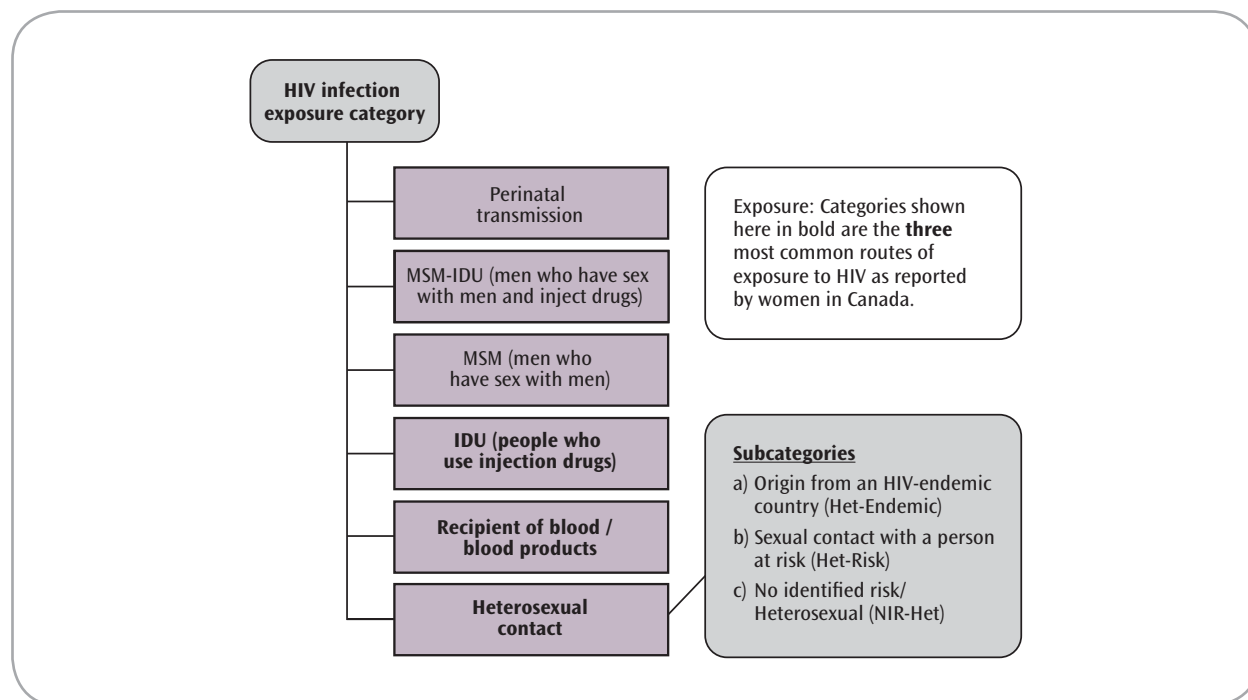 HIV infection
exposure category
Perinatal
transmission
MSM-IDU (men who have sex
with men and inject drugs)
MSM (men who
have sex with men)
IDU (people who
use injection drugs)
Recipient of blood /
blood products
Heterosexual
contact
Exposure: Categories shown
here in bold are the three
most common routes of
exposure to HIV as reported
by women in Canada.
Subcategories
a) Origin from an HIV-endemic
country (Het-Endemic)
b) Sexual contact with a person
at risk (Het-Risk)
c) No identified risk/
Heterosexual (NIR-Het)